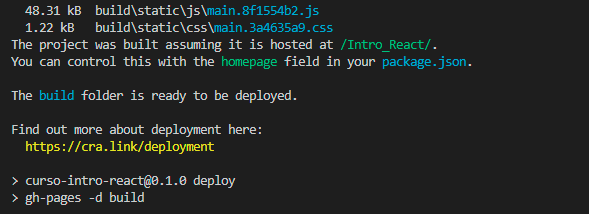 48.31 kB  build\static\js\main.8f1554b2.js
1.22 kB  build\static\css\main.3a4635a9.css
The project was built assuming it is hosted at /Intro_React/.
You can control this with the homepage field in your package.json.
The build folder is ready to be deployed.
Find out more about deployment here:
https://cra.link/deployment
> curso-intro-react@0.1.0 deploy
> gh-pages -d build